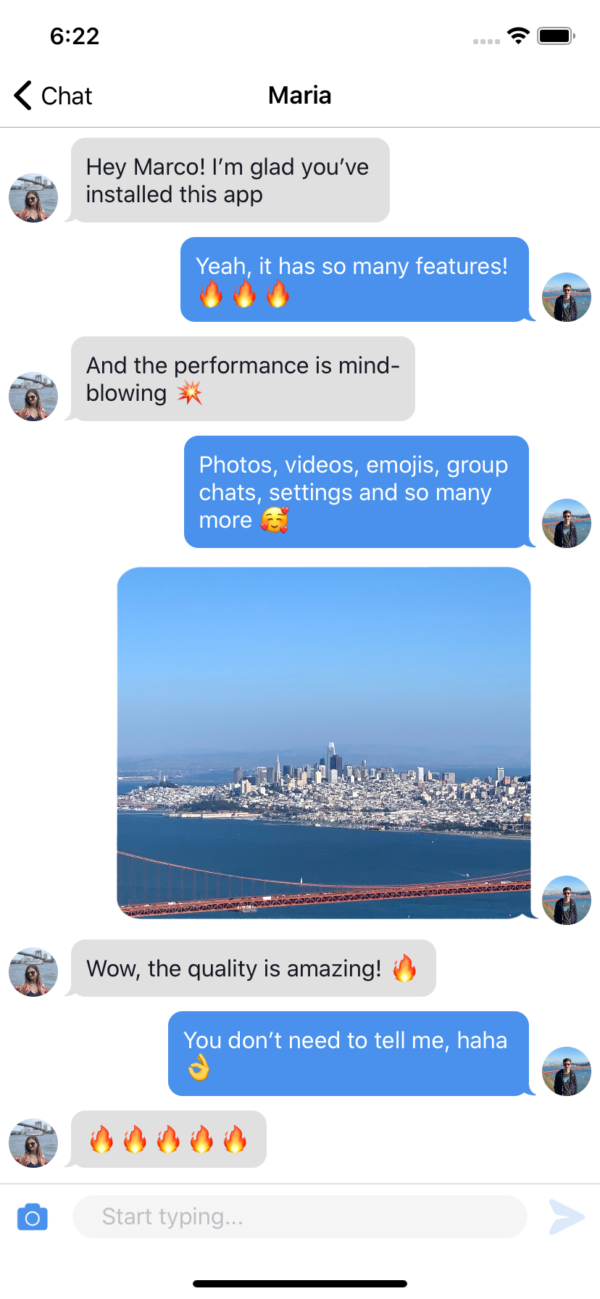 6:22
Chat
Maria
Hey Marco! I’m glad you’ve
installed this app
Yeah, it has so many features!
🔥 🔥 🔥
And the performance is mind-
blowing 💥
Photos, videos, emojis, group
chats, settings and so many
more 🥰
Wow, the quality is amazing! 🔥
You don’t need to tell me, haha
👌
🔥 🔥 🔥 🔥 🔥
Start typing...